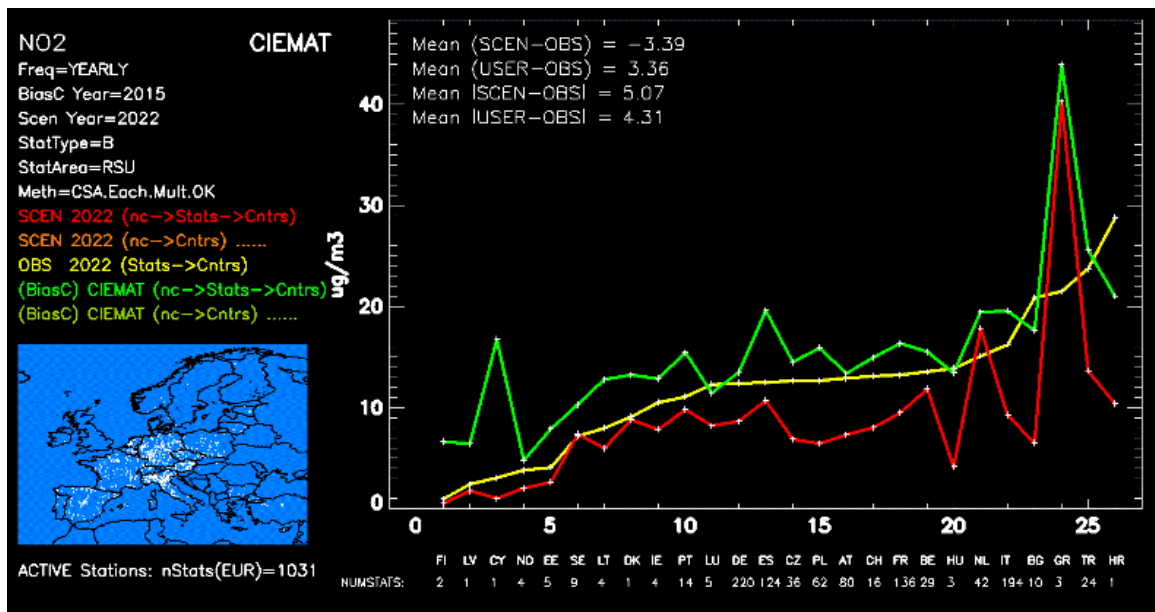 NO2 CIEMAT
Freq=YEARLY
BiasC Year=2015
Scen Year=2022
StatType=B
StatArea=RSU
Meth=CSA.Each.Mult.OK
SCEN 2022 (nc->Stats->Cntrs)
SCEN 2022 (nc->Cntrs) ......
OBS 2022 (Stats->Cntrs)
(BiasC) CIEMAT (nc->Stats->Cntrs)
(BiasC) CIEMAT (nc->Cntrs) ......
ACTIVE Stations: nStats(EUR)=1031
Mean (SCEN-OBS) = -3.39
Mean (USER-OBS) = 3.36
Mean |SCEN-OBS| = 5.07
Mean |USER-OBS| = 4.31
ug/m3
40
30
20
10
0
0 5 10 15 20 25
FI LV CY NO EE SE LT DK IE PT LU DE ES CZ PL AT CH FR BE HU NL IT BG GR TR HR
NUMSTATS: 2 1 1 4 5 9 4 1 4 14 5 220 124 36 62 80 16 136 29 3 42 194 10 3 24 1